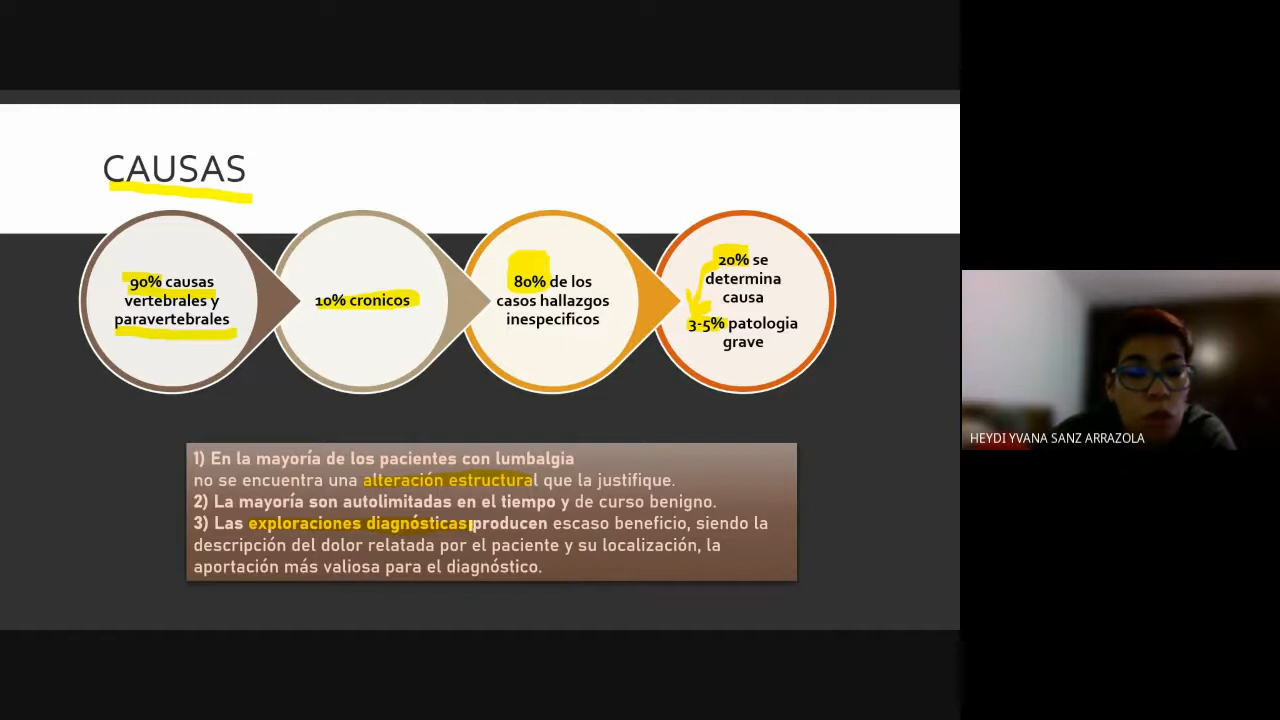 CAUSAS
90% causas
vertebrales y
paravertebrales
10% cronicos
80% de los
casos hallazgos
inespecificos
20% se
determina
causa
3-5% patologia
grave
1) En la mayoría de los pacientes con lumbalgia
no se encuentra una alteración estructural que la justifique.
2) La mayoría son autolimitadas en el tiempo y de curso benigno.
3) Las exploraciones diagnósticas producen escaso beneficio, siendo la
descripción del dolor relatada por el paciente y su localización, la
aportación más valiosa para el diagnóstico.
HEYDI YVANA SANZ ARRAZOLA